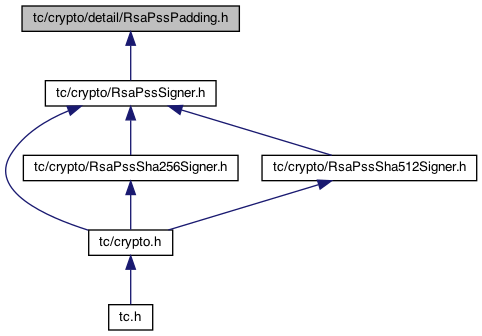 tc/crypto/detail/RsaPssPadding.h
tc/crypto/RsaPssSigner.h
tc/crypto/RsaPssSha256Signer.h
tc/crypto/RsaPssSha512Signer.h
tc/crypto.h
tc.h